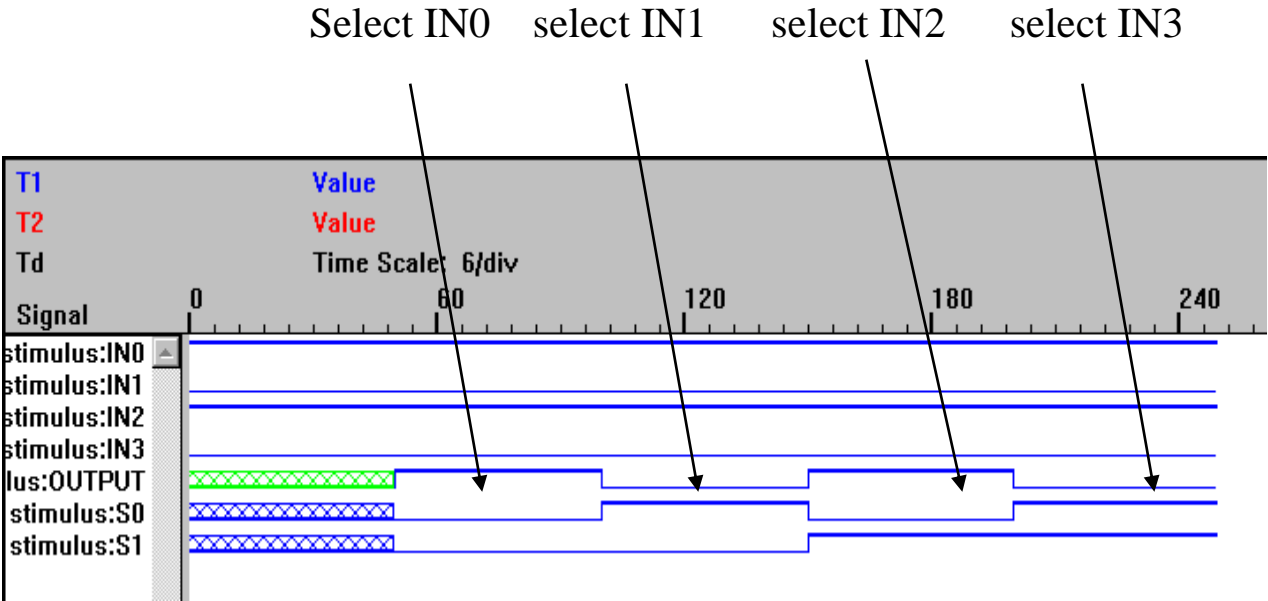 Select IN0 select IN1 select IN2 select IN3
T1 Value
T2 Value
Td Time Scale: 6/div
Signal 0 60 120 180 240
stimulus:IN0
stimulus:IN1
stimulus:IN2
stimulus:IN3
lus:OUTPUT
stimulus:S0
stimulus:S1